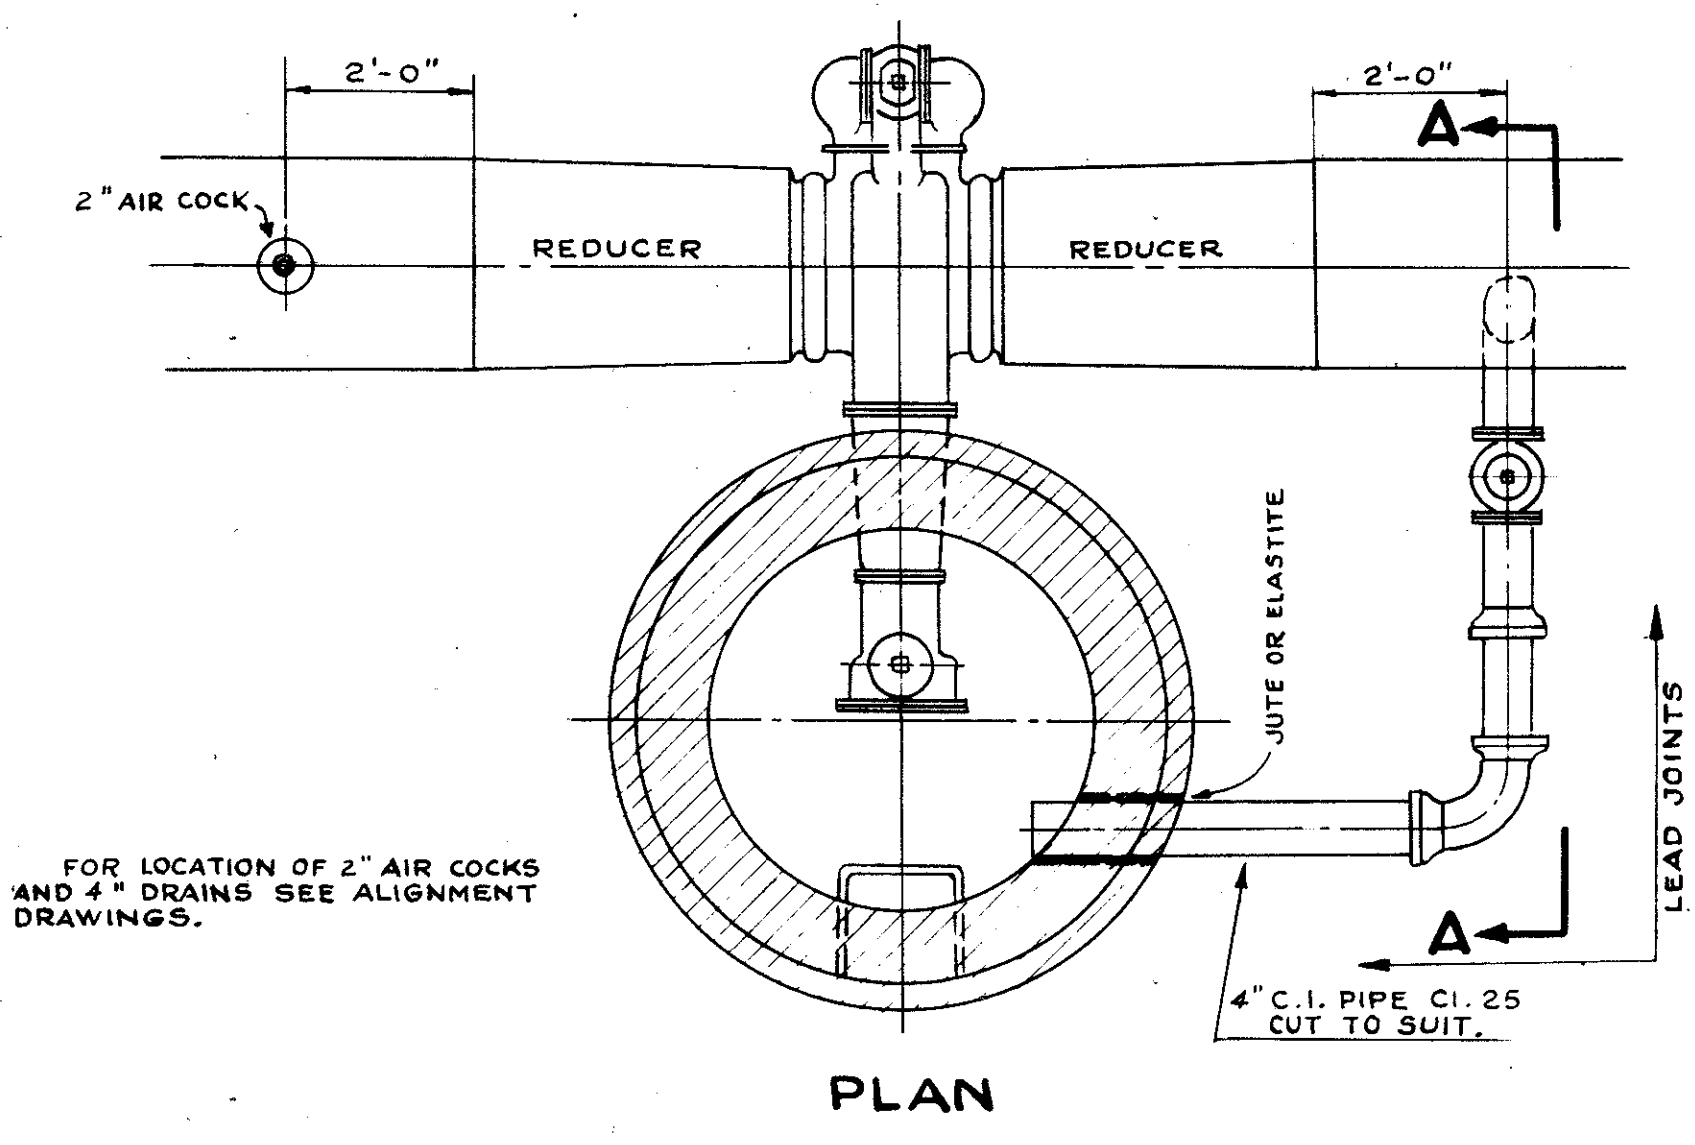 2'-0"
2'-0"
A
2" AIR COCK
REDUCER
REDUCER
JUTE OR ELASTITE
LEAD JOINTS
FOR LOCATION OF 2" AIR COCKS
AND 4" DRAINS SEE ALIGNMENT
DRAWINGS.
A
4" C.I. PIPE Cl. 25
CUT TO SUIT.
PLAN